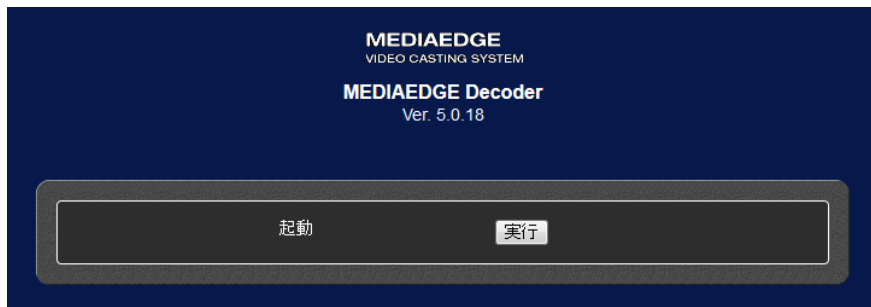 MEDIAEDGE
VIDEO CASTING SYSTEM
MEDIAEDGE Decoder
Ver. 5.0.18
起動 実行